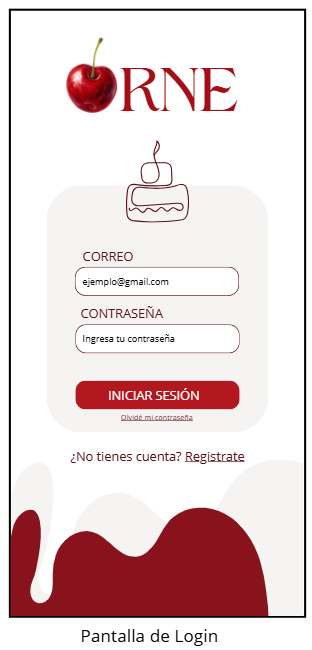 ORNE
CORREO
ejemplo@gmail.com
CONTRASEÑA
Ingresa tu contraseña
INICIAR SESIÓN
Olvidé mi contraseña
¿No tienes cuenta? Registrate
Pantalla de Login